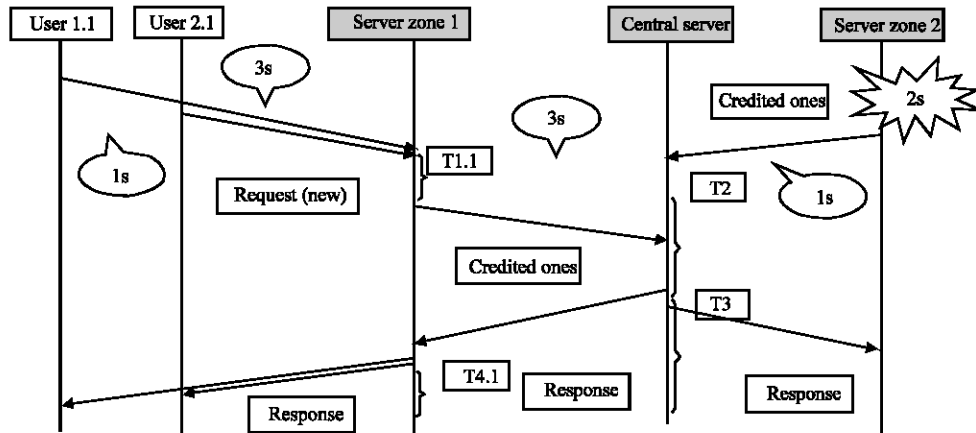 User 1.1
User 2.1
Server zone 1
Central server
Server zone 2
3s
Credited ones
2s
3s
1s
T1.1
T2
1s
Request (new)
Credited ones
T3
T4.1
Response
Response
Response